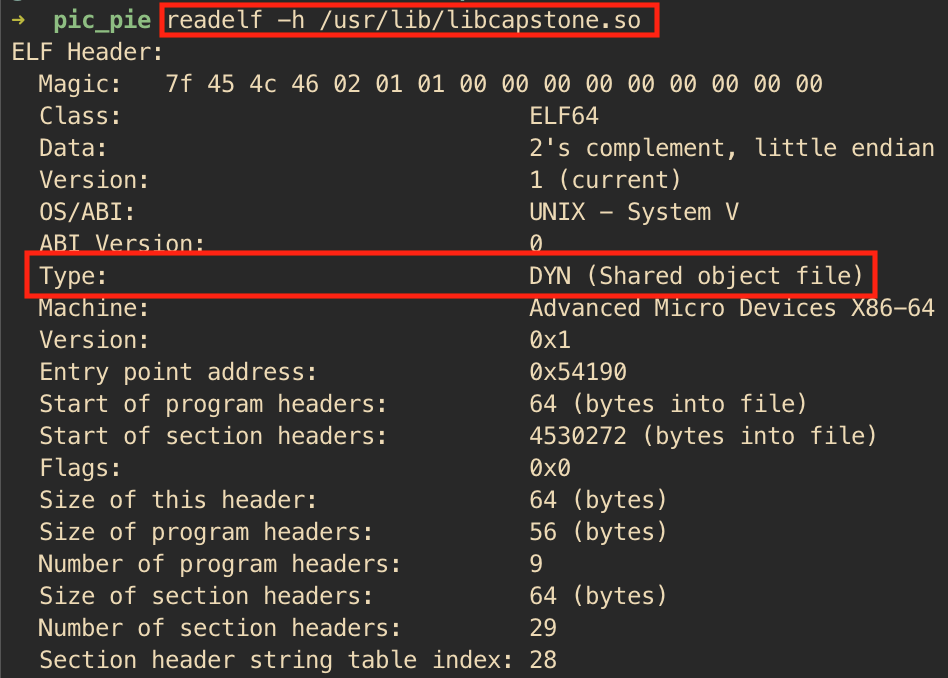 → pic_pie readelf -h /usr/lib/libcapstone.so
ELF Header:
Magic: 7f 45 4c 46 02 01 01 00 00 00 00 00 00 00 00 00
Class: ELF64
Data: 2's complement, little endian
Version: 1 (current)
OS/ABI: UNIX - System V
ABI Version: 0
Type: DYN (Shared object file)
Machine: Advanced Micro Devices X86-64
Version: 0x1
Entry point address: 0x54190
Start of program headers: 64 (bytes into file)
Start of section headers: 4530272 (bytes into file)
Flags: 0x0
Size of this header: 64 (bytes)
Size of program headers: 56 (bytes)
Number of program headers: 9
Size of section headers: 64 (bytes)
Number of section headers: 29
Section header string table index: 28